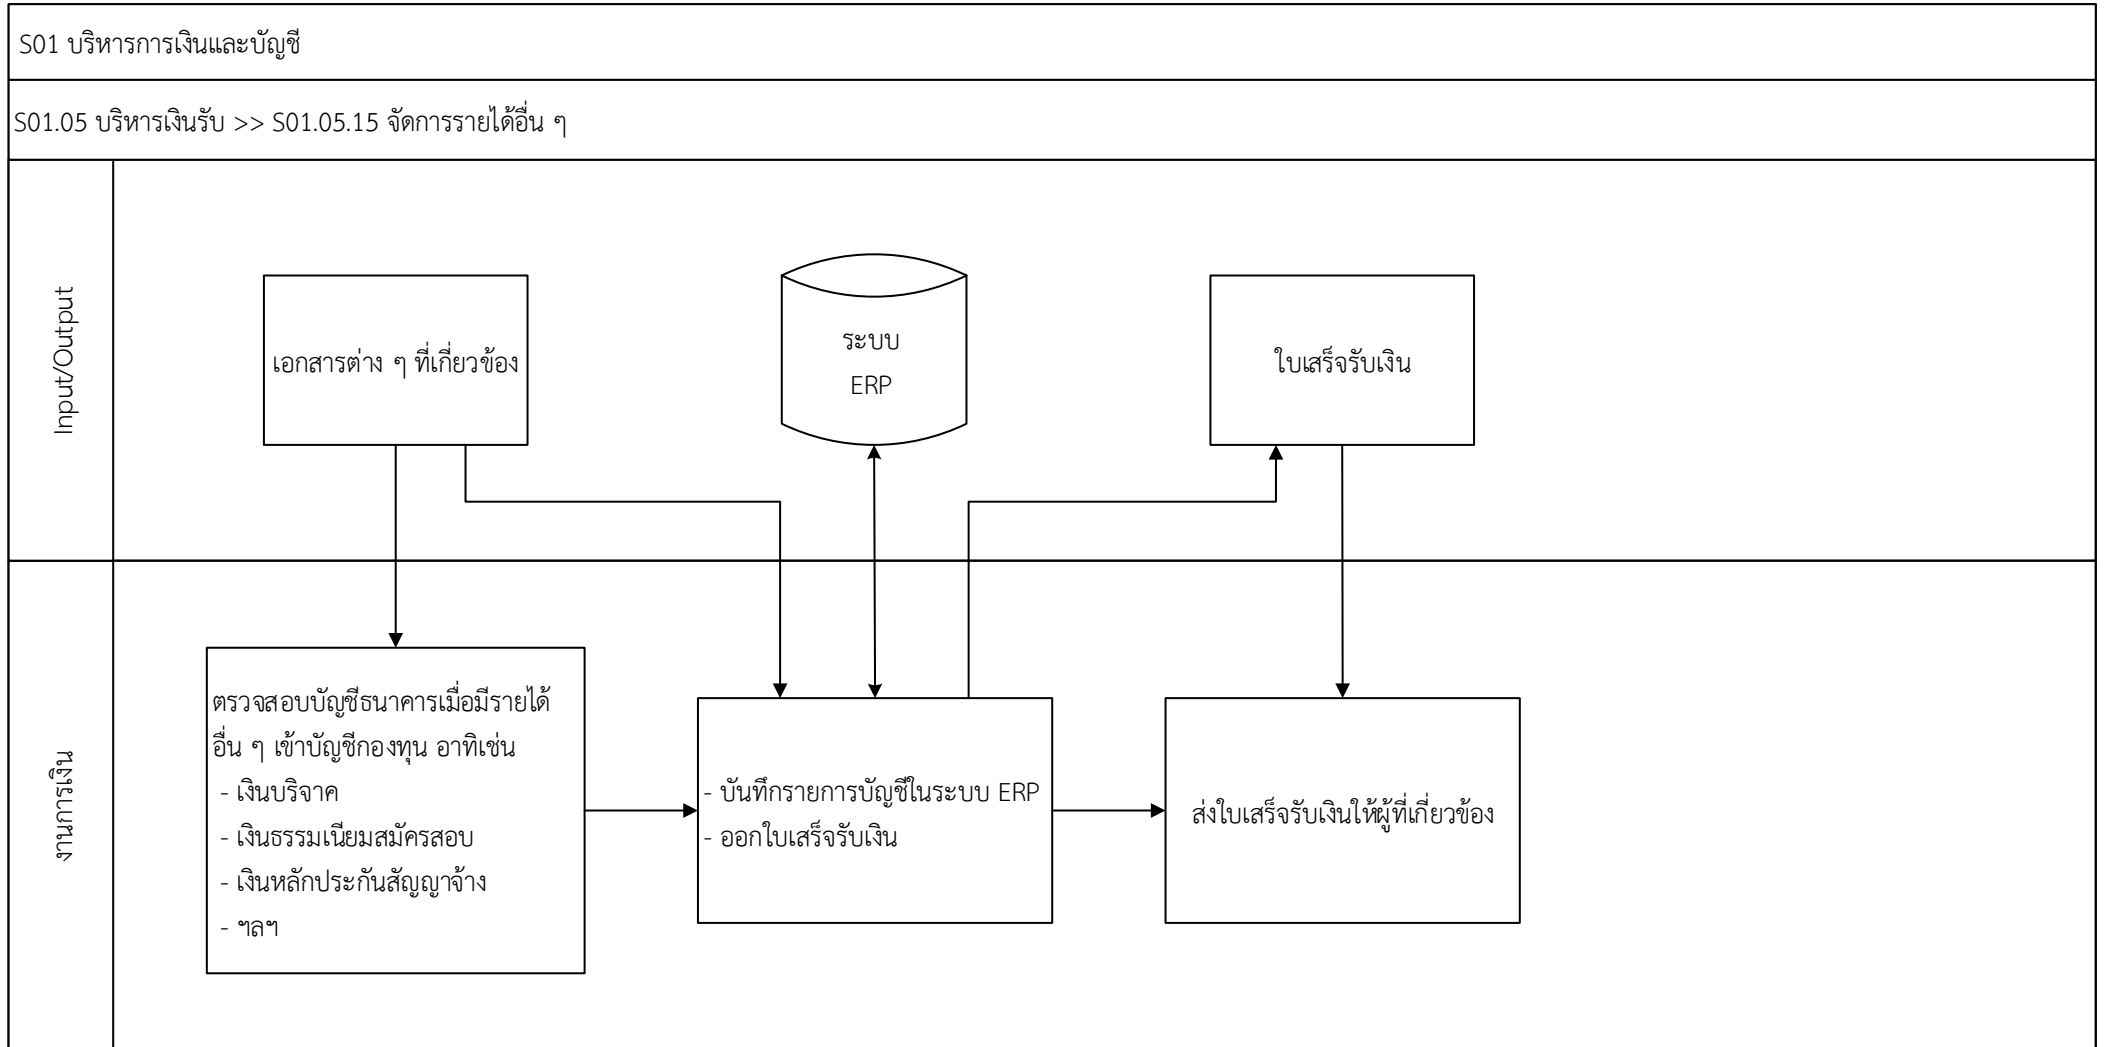 S01 บริหารการเงินและบัญชี
S01.05 บริหารเงินรับ >> S01.05.15 จัดการรายได้อื่น ๆ
Input/Output
เอกสารต่าง ๆ ที่เกี่ยวข้อง
ระบบ
ERP
ใบเสร็จรับเงิน
งานการเงิน
ตรวจสอบบัญชีธนาคารเมื่อมีรายได้
อื่น ๆ เข้าบัญชีกองทุน อาทิเช่น
- เงินบริจาค
- เงินธรรมเนียมสมัครสอบ
- เงินหลักประกันสัญญาจ้าง
- ฯลฯ
- บันทึกรายการบัญชีในระบบ ERP
- ออกใบเสร็จรับเงิน
ส่งใบเสร็จรับเงินให้ผู้ที่เกี่ยวข้อง